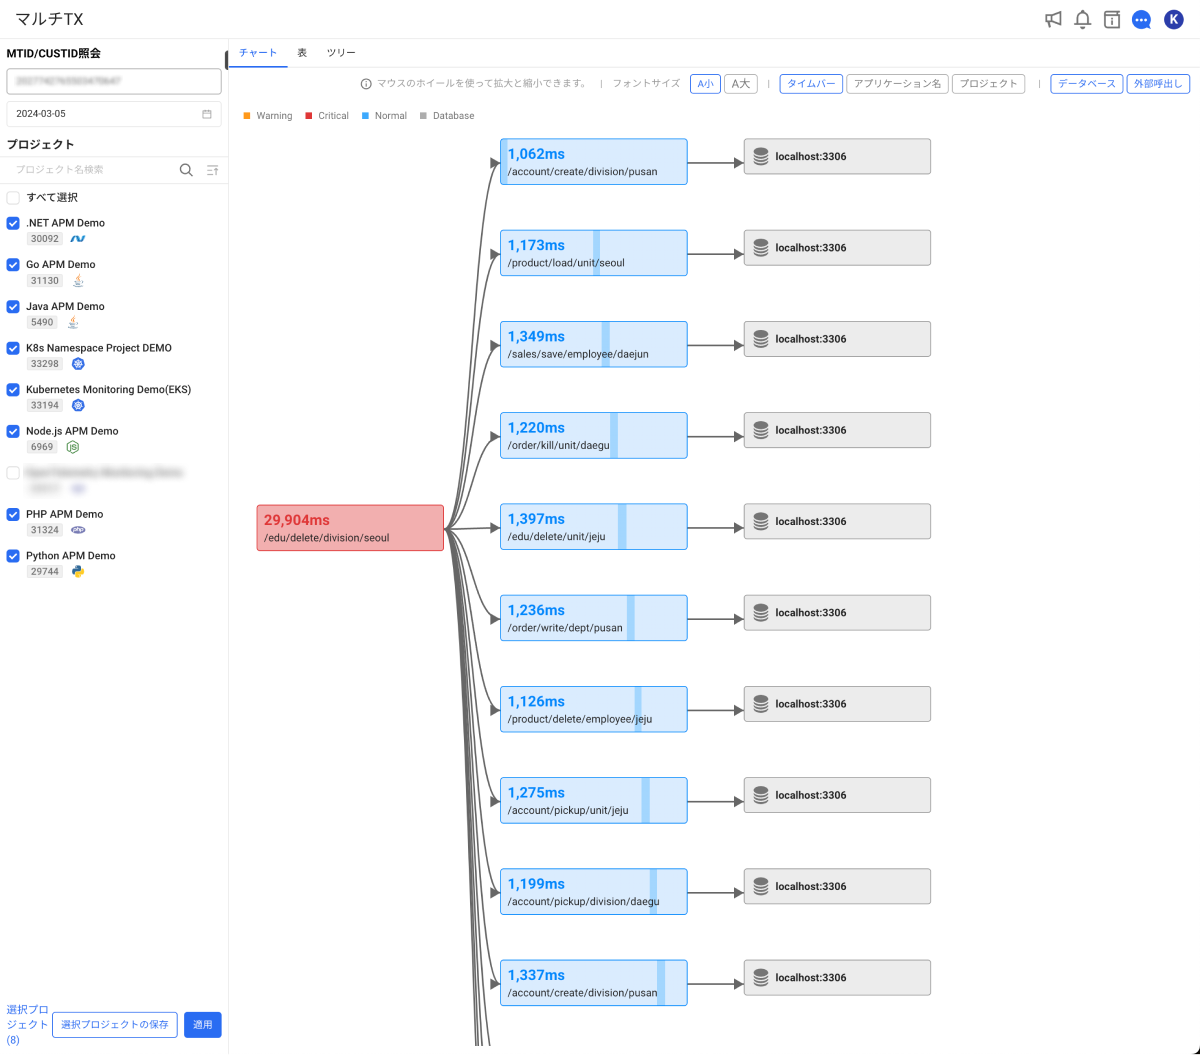 マルチTX
K
MTID/CUSTID照会
2024-03-05
プロジェクト
プロジェクト名検索
すべて選択
.NET APM Demo
30092
Go APM Demo
31130
Java APM Demo
5490
K8s Namespace Project DEMO
33298
Kubernetes Monitoring Demo(EKS)
33194
Node.js APM Demo
6969
PHP APM Demo
31324
php
Python APM Demo
29744
選択プロ
ジェクト
(8)
選択プロジェクトの保存
適用
チャート 表 ツリー
マウスのホイールを使って拡大と縮小できます。 | フォントサイズ A小 A大 | タイムバー アプリケーション名 プロジェクト | データベース 外部呼出し
Warning Critical Normal Database
29,904ms
/edu/delete/division/seoul
1,062ms
/account/create/division/pusan
localhost:3306
1,173ms
/product/load/unit/seoul
localhost:3306
1,349ms
/sales/save/employee/daejun
localhost:3306
1,220ms
/order/kill/unit/daegu
localhost:3306
1,397ms
/edu/delete/unit/jeju
localhost:3306
1,236ms
/order/write/dept/pusan
localhost:3306
1,126ms
/product/delete/employee/jeju
localhost:3306
1,275ms
/account/pickup/unit/jeju
localhost:3306
1,199ms
/account/pickup/division/daegu
localhost:3306
1,337ms
/account/create/division/pusan
localhost:3306